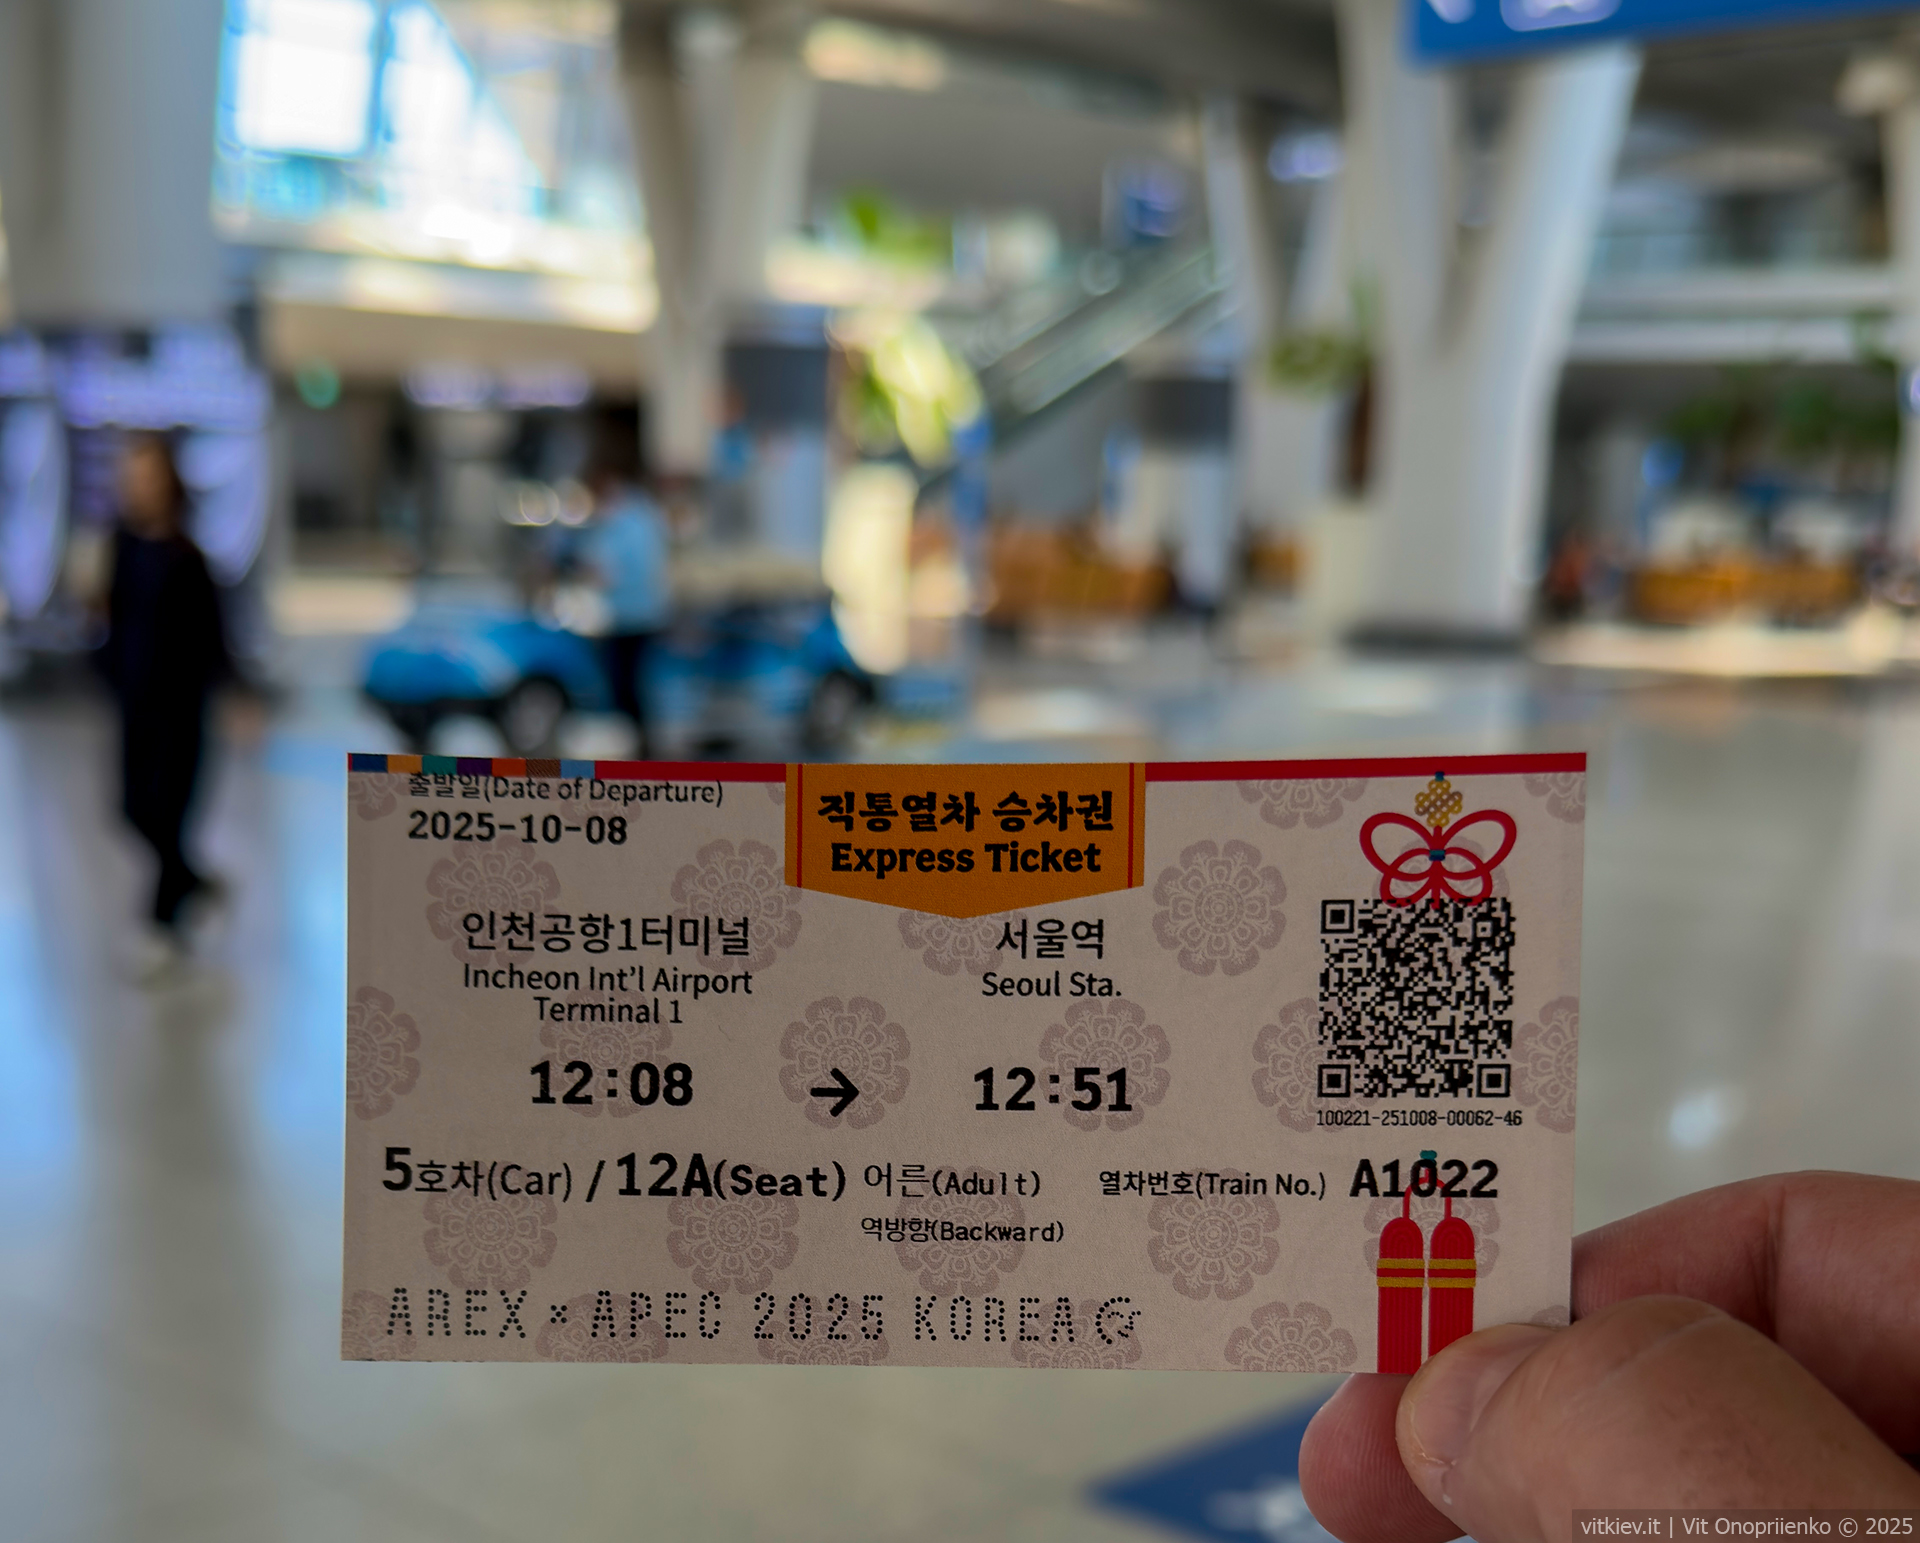 출발일(Date of Departure)
2025-10-08
직통열차 승차권
Express Ticket
인천공항1터미널
Incheon Int'l Airport
Terminal 1
서울역
Seoul Sta.
12:08 → 12:51
100221-251008-00062-46
5호차(Car) / 12A(Seat) 어른(Adult) 열차번호(Train No.) A1022
역방향(Backward)
AREX × APEC 2025 KOREA
vitkiev.it | Vit Onopriienko © 2025